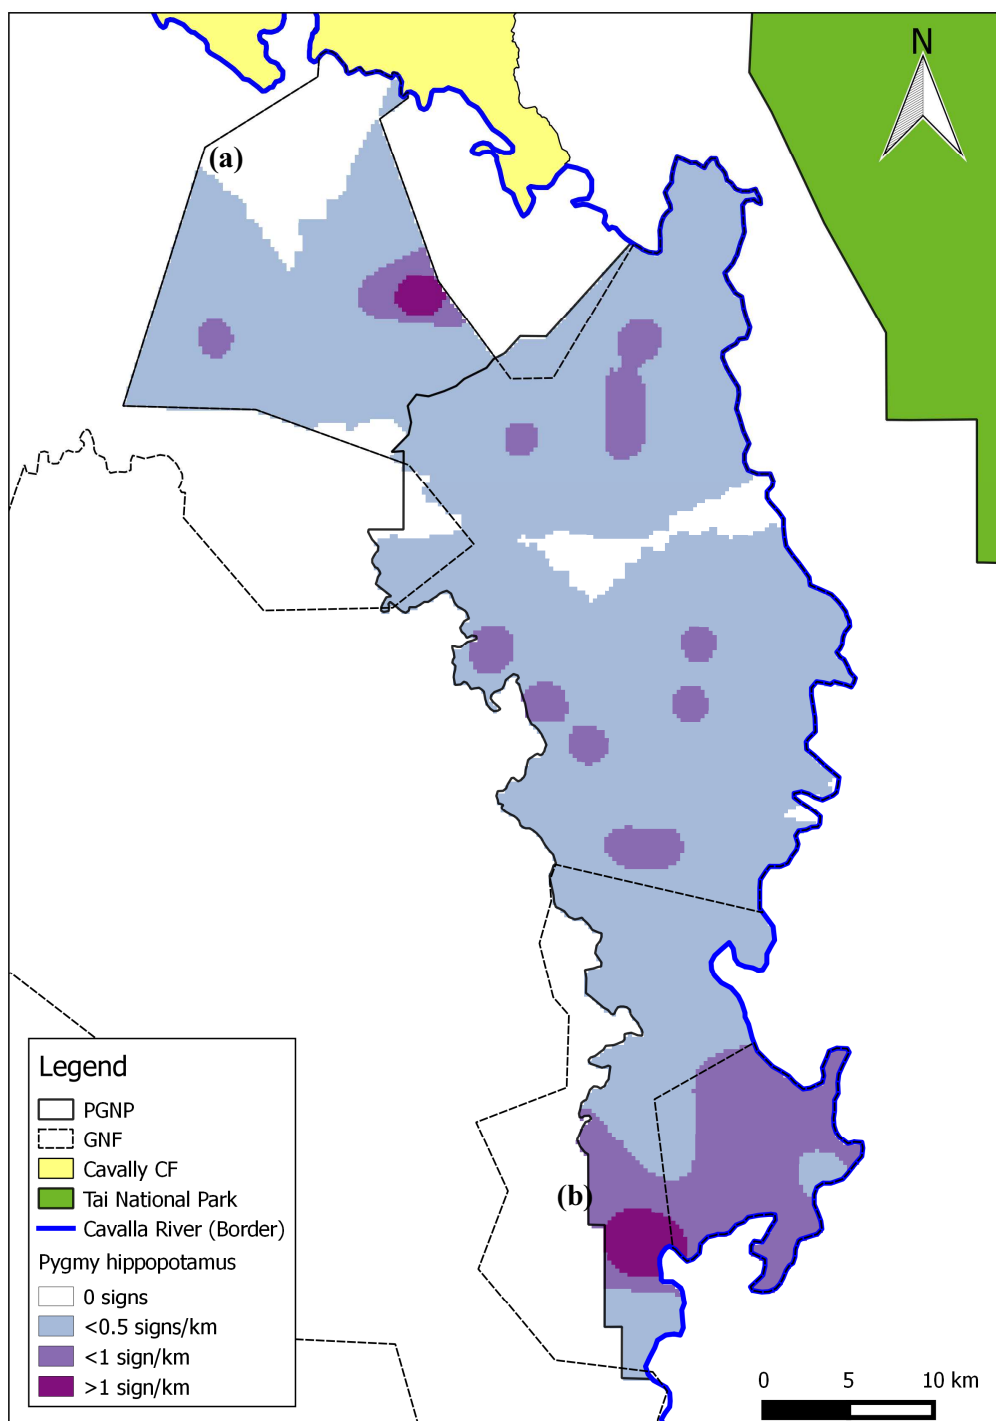 N
(a)
(b)
Legend
PGNP
GNF
Cavally CF
Tai National Park
Cavalla River (Border)
Pygmy hippopotamus
0 signs
<0.5 signs/km
<1 sign/km
>1 sign/km
0 5 10 km